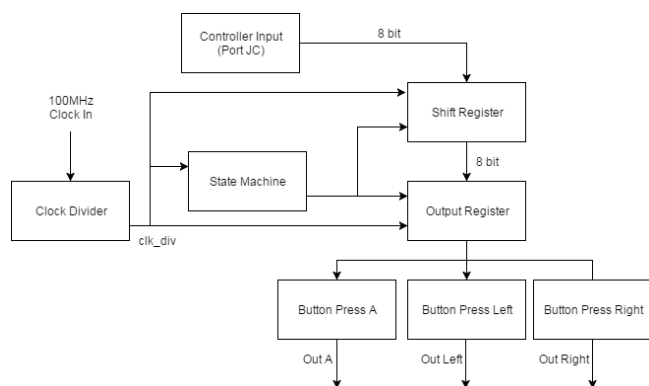 Controller Input
(Port JC)
8 bit
100MHz
Clock In
Shift Register
8 bit
State Machine
Clock Divider
Output Register
clk_div
Button Press A
Button Press Left
Button Press Right
Out A
Out Left
Out Right